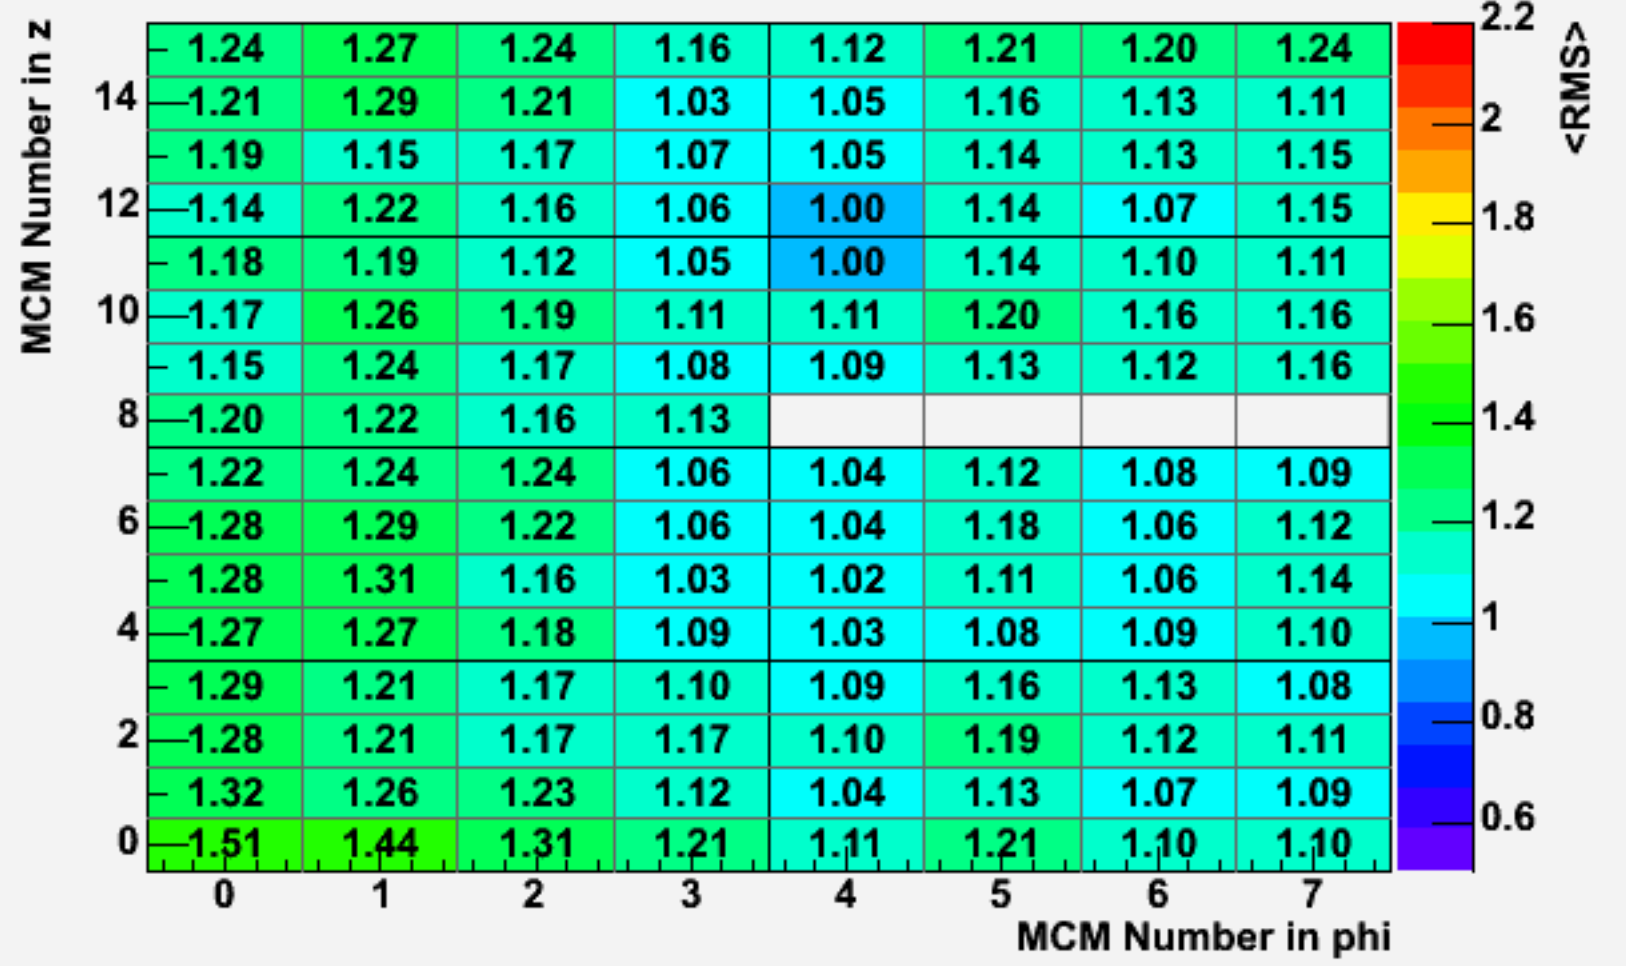 MCM Number in z
1.24 1.27 1.24 1.16 1.12 1.21 1.20 1.24
14 1.21 1.29 1.21 1.03 1.05 1.16 1.13 1.11
1.19 1.15 1.17 1.07 1.05 1.14 1.13 1.15
12 1.14 1.22 1.16 1.06 1.00 1.14 1.07 1.15
1.18 1.19 1.12 1.05 1.00 1.14 1.10 1.11
10 1.17 1.26 1.19 1.11 1.11 1.20 1.16 1.16
1.15 1.24 1.17 1.08 1.09 1.13 1.12 1.16
8 1.20 1.22 1.16 1.13
1.22 1.24 1.24 1.06 1.04 1.12 1.08 1.09
6 1.28 1.29 1.22 1.06 1.04 1.18 1.06 1.12
1.28 1.31 1.16 1.03 1.02 1.11 1.06 1.14
4 1.27 1.27 1.18 1.09 1.03 1.08 1.09 1.10
1.29 1.21 1.17 1.10 1.09 1.16 1.13 1.08
2 1.28 1.21 1.17 1.17 1.10 1.19 1.12 1.11
1.32 1.26 1.23 1.12 1.04 1.13 1.07 1.09
0 1.51 1.44 1.31 1.21 1.11 1.21 1.10 1.10
0 1 2 3 4 5 6 7
MCM Number in phi
2.2
2
1.8
1.6
1.4
1.2
1
0.8
0.6
<RMS>